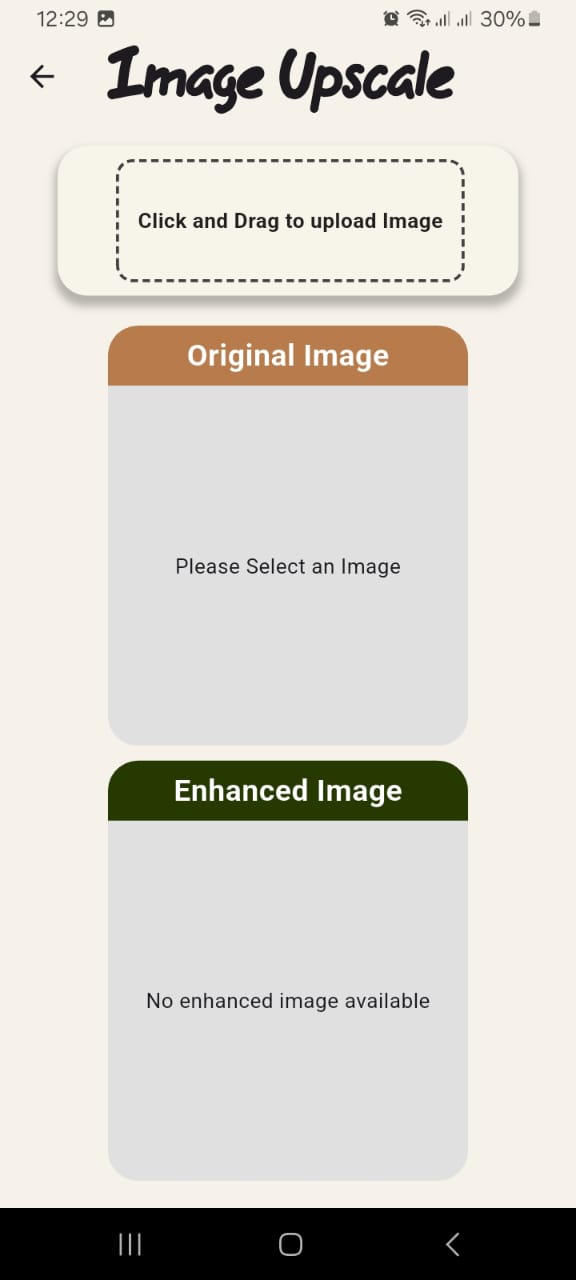 12:29 30%
Image Upscale
Click and Drag to upload Image
Original Image
Please Select an Image
Enhanced Image
No enhanced image available